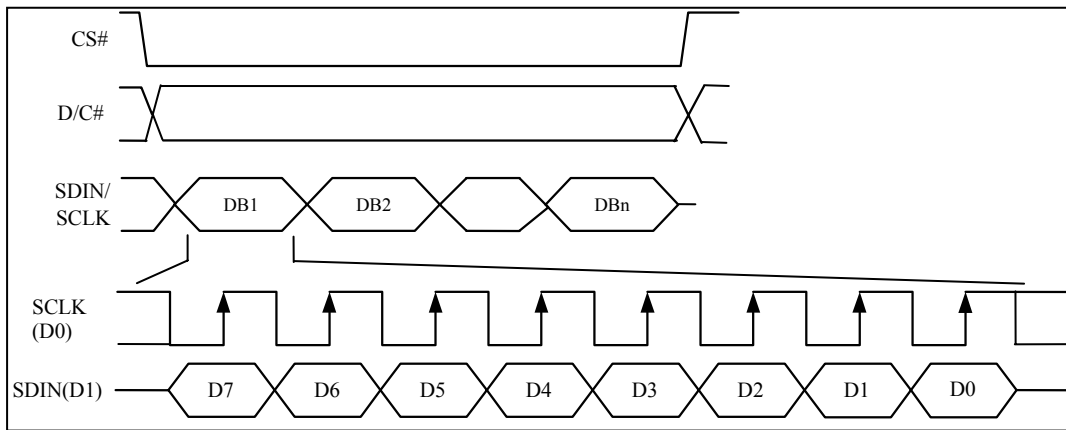 CS#
D/C#
SDIN/
SCLK
DB1 DB2 DBn
SCLK
(D0)
SDIN(D1) D7 D6 D5 D4 D3 D2 D1 D0